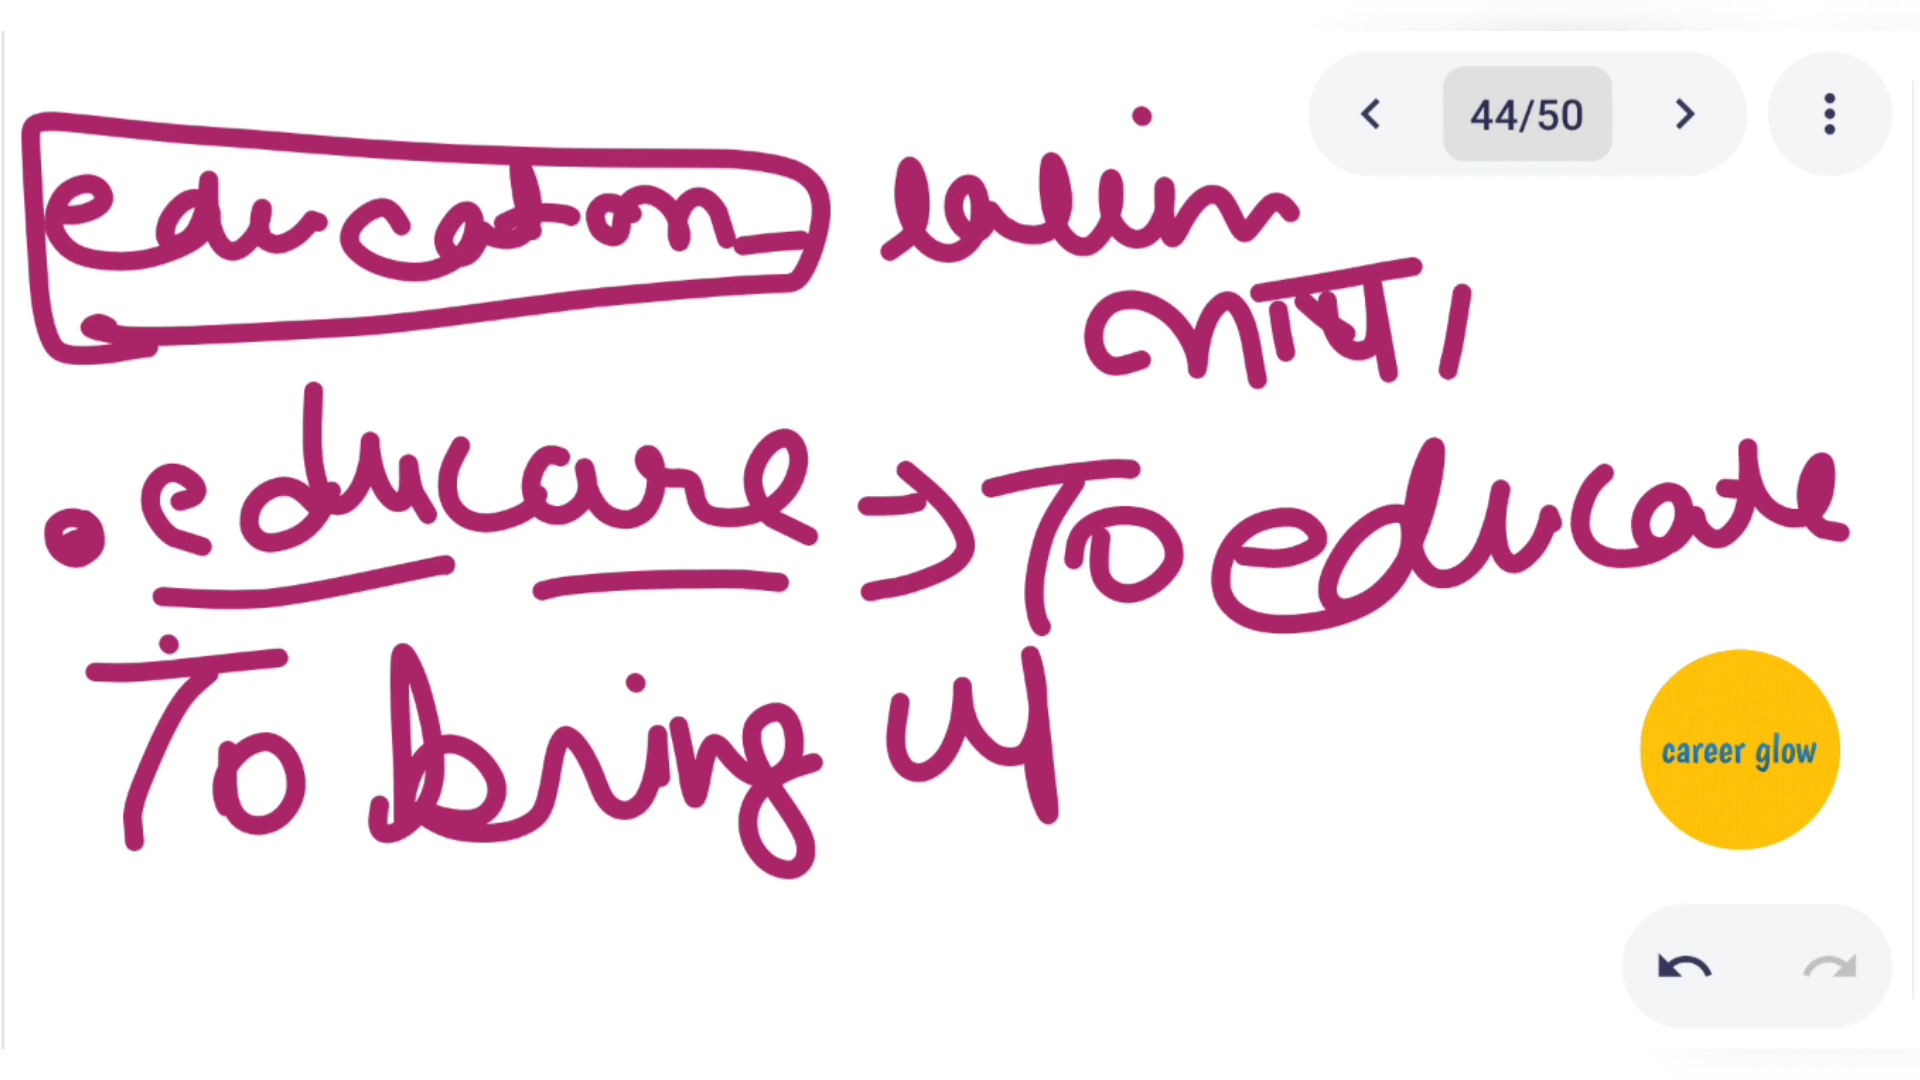 44/50
education latin
भाषा
• educare → To educate
To bring up
career glow